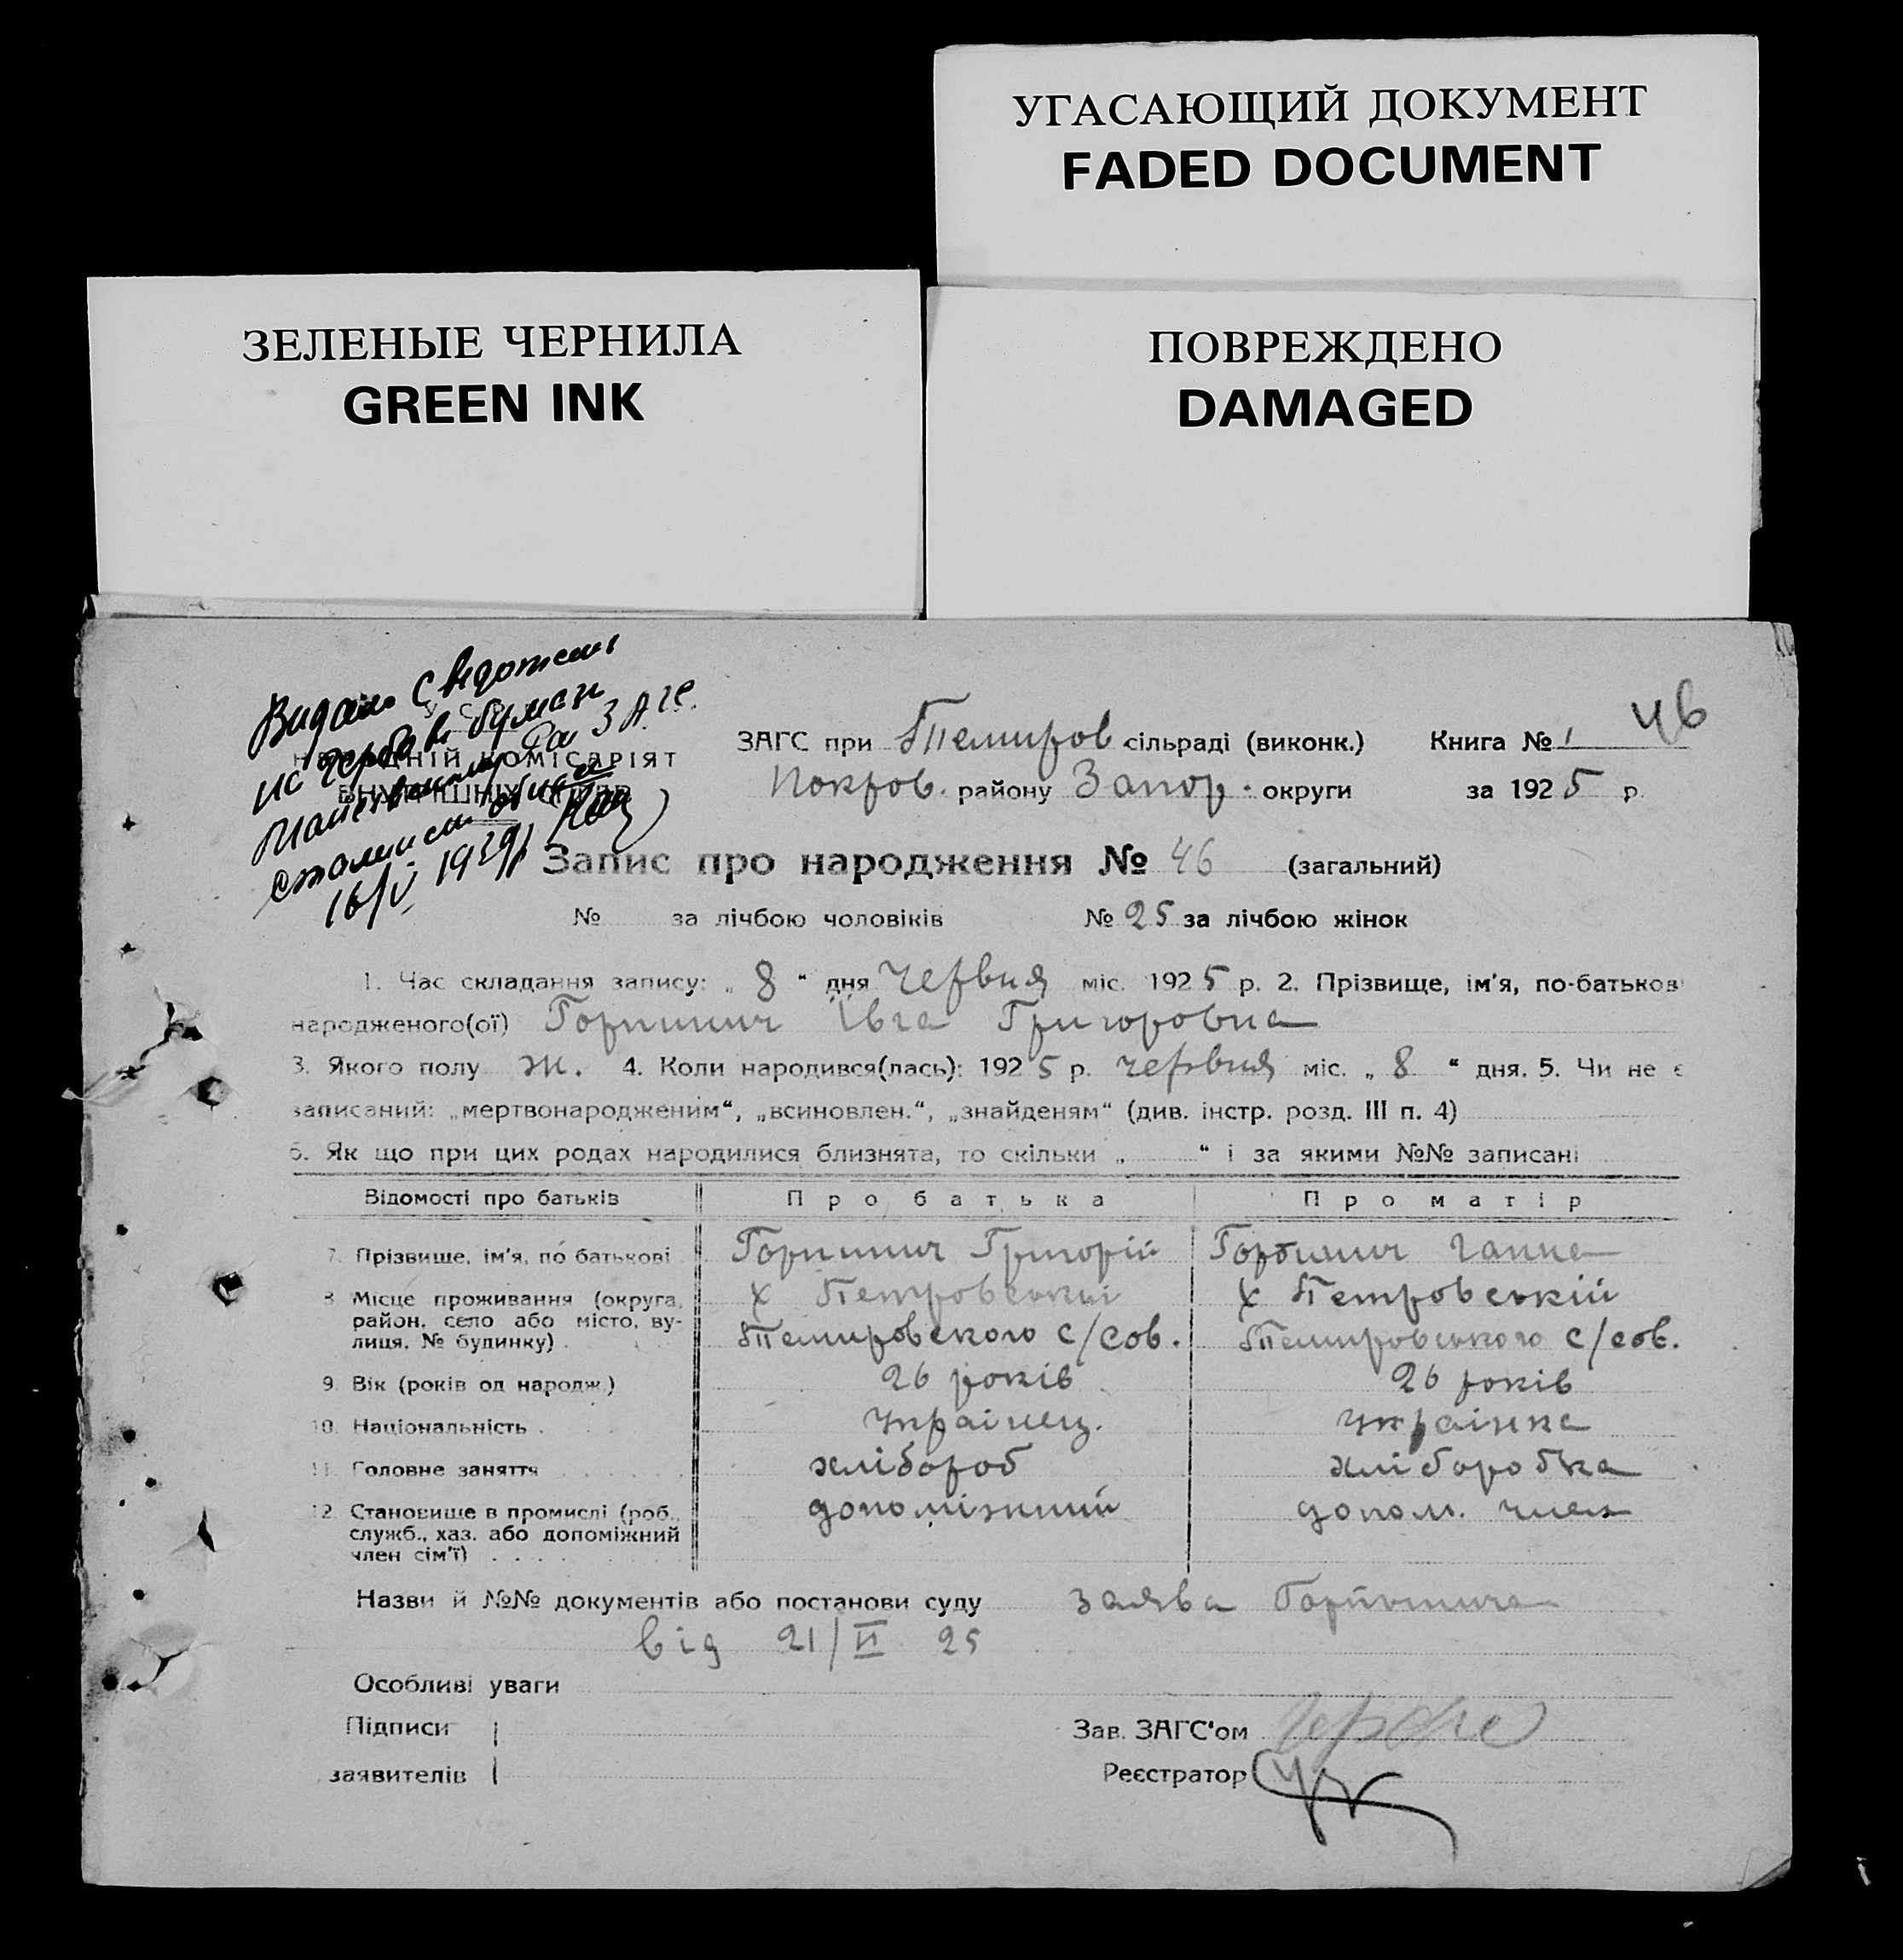 УГАСАЮЩИЙ ДОКУМЕНТ
FADED DOCUMENT
ЗЕЛЕНЫЕ ЧЕРНИЛА
GREEN INK
ПОВРЕЖДЕНО
DAMAGED
46
16/V 1939р
НІЙ КОМІСАРІЯТ
ЗАГС при Темиров сільраді (виконк.) Книга № 1
Покров. району Запор. округи за 1925 р.
Запис про народження № 46 (загальний)
№ за лічбою чоловіків № 25 за лічбою жінок
1. Час складання запису: „ 8 “ дня червня міс. 1925 р. 2. Прізвище, ім'я, по-батькові
народженого(ої) Горпинич Івга Григоровна
3. Якого полу ж. 4. Коли народився(лась): 1925 р. червня міс. „ 8 “ дня. 5. Чи не є
записаний: „мертвонародженим“, „всиновлен.“, „знайденям“ (див. інстр. розд. III п. 4)
6. Як що при цих родах народилися близнята, то скільки „ “ і за якими №№ записані
Відомості про батьків Про батька Про матір
7. Прізвище, ім'я, по батькові Горпинич Григорій Горпинич Ганна
8. Місце проживання (округа, х Петровський х Петровській
район, село або місто, ву- Темировского с/сов. Темировського с/сов.
лиця, № будинку)
9. Вік (років од народж.) 26 років 26 років
10. Національність українец. українка
11. Головне заняття хлібороб хліборобка
12. Становище в промислі (роб., допоміжний допом. член
служб., хаз. або допоміжний
член сім'ї)
Назви й №№ документів або постанови суду заява Горпинича
від 21/VI 25
Особливі уваги
Підписи
Зав. ЗАГС'ом
заявителів
Реєстратор